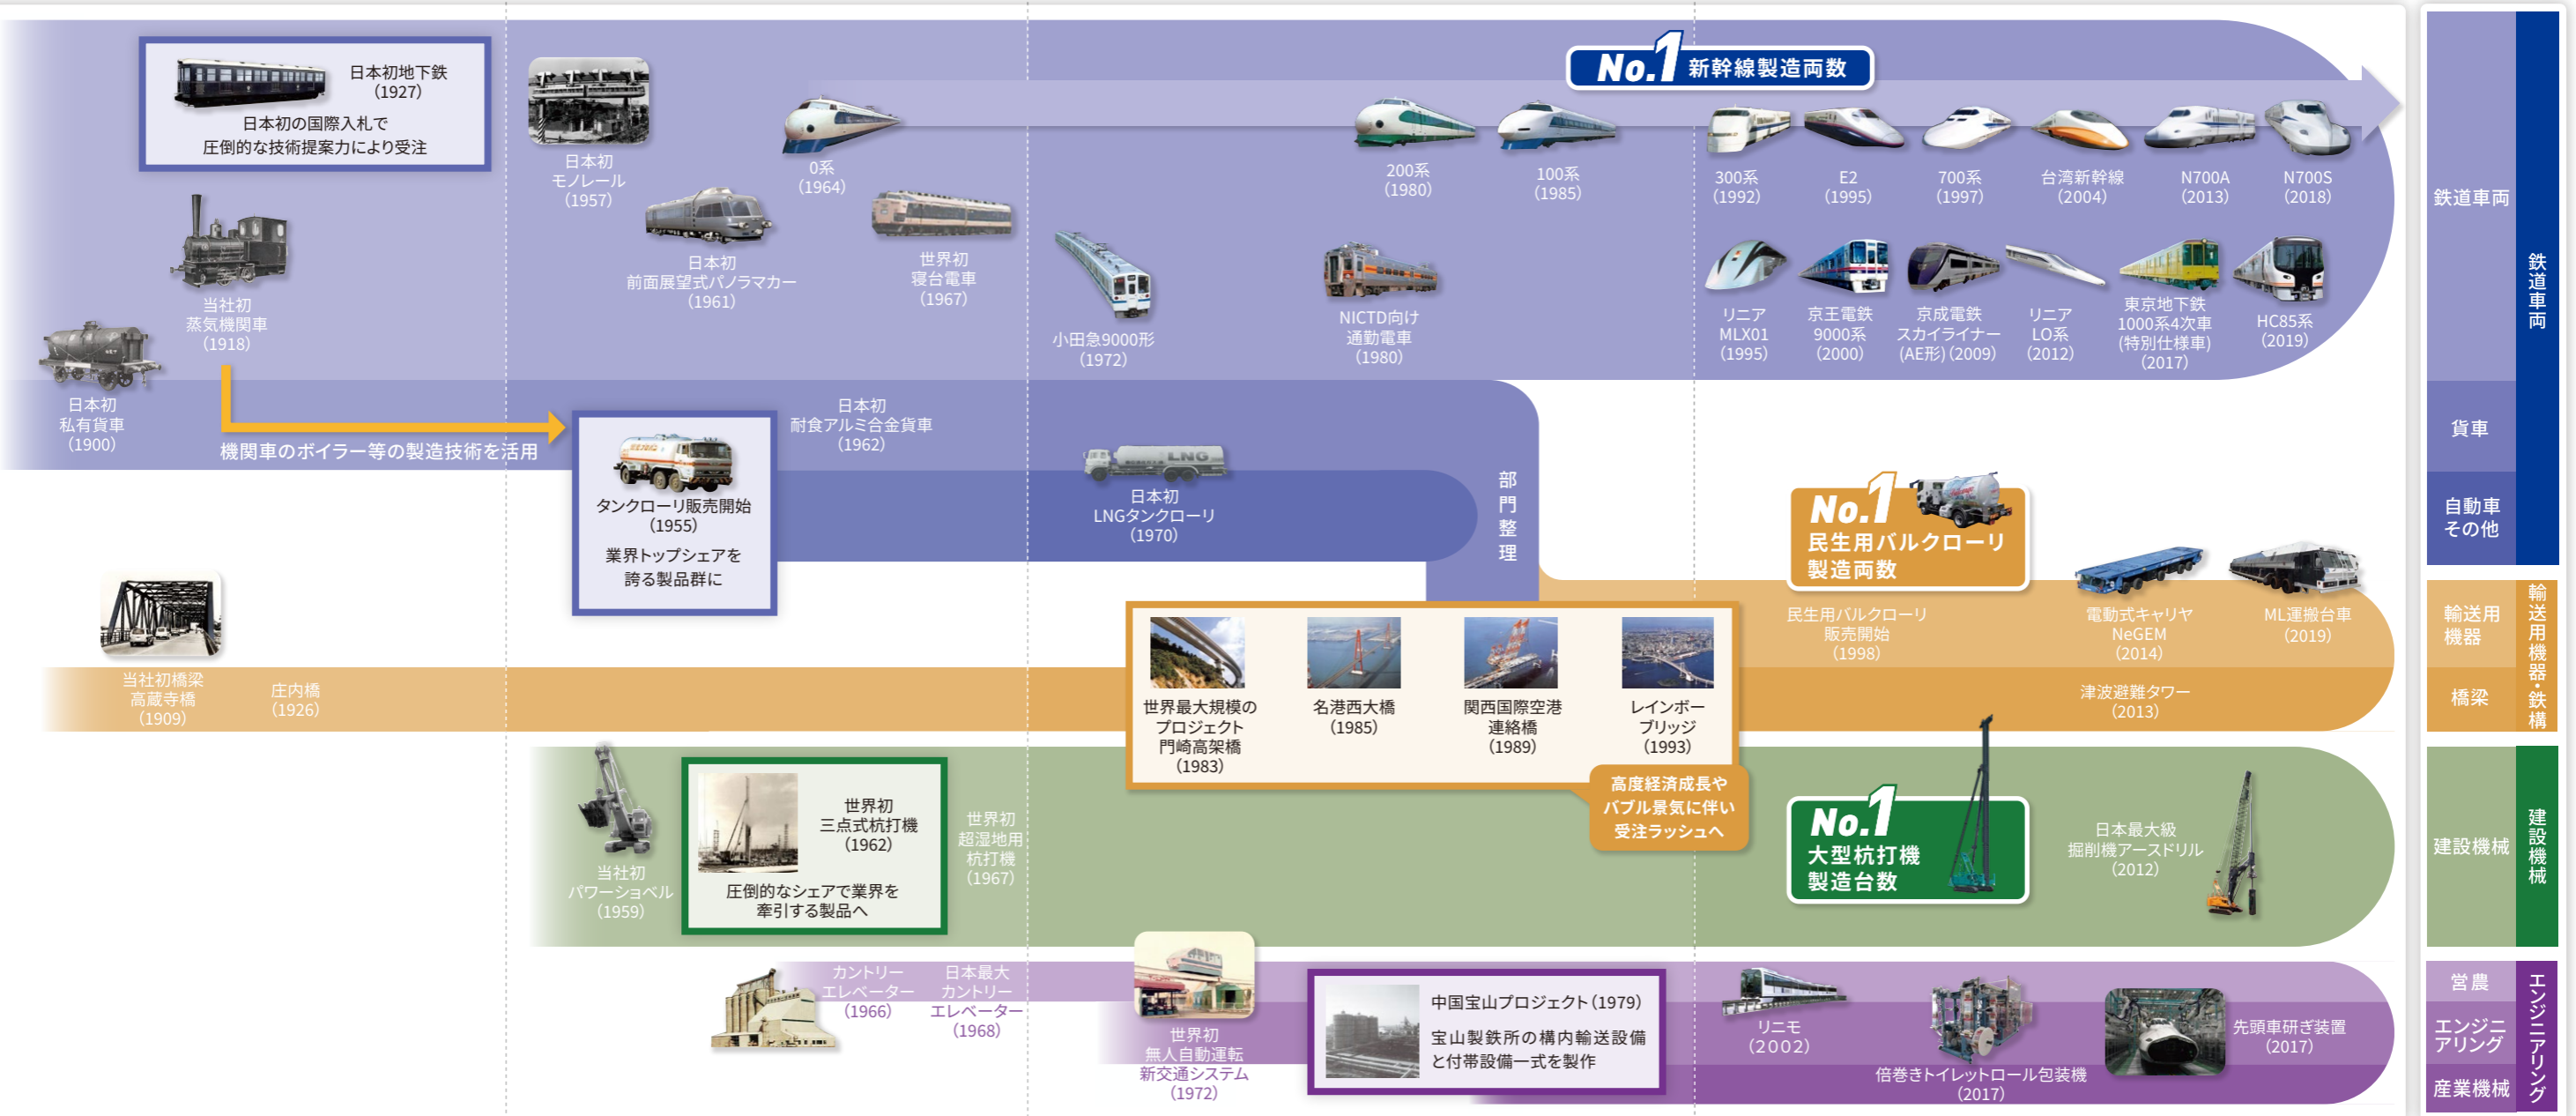 日本初地下鉄
（1927）
日本初の国際入札で
圧倒的な技術提案力により受注
当社初
蒸気機関車
（1918）
日本初
私有貨車
（1900）
機関車のボイラー等の製造技術を活用
日本初
モノレール
（1957）
日本初
前面展望式パノラマカー
（1961）
0系
（1964）
世界初
寝台電車
（1967）
小田急9000形
（1972）
No.1 新幹線製造両数
200系
（1980）
100系
（1985）
NICTD向け
通勤電車
（1980）
300系
（1992）
E2
（1995）
700系
（1997）
台湾新幹線
（2004）
N700A
（2013）
N700S
（2018）
リニア
MLX01
（1995）
京王電鉄
9000系
（2000）
京成電鉄
スカイライナー
(AE形)（2009）
リニア
LO系
（2012）
東京地下鉄
1000系4次車
(特別仕様車)
（2017）
HC85系
（2019）
タンクローリ販売開始
（1955）
業界トップシェアを
誇る製品群に
日本初
耐食アルミ合金貨車
（1962）
LNG
日本初
LNGタンクローリ
（1970）
部門整理
No.1
民生用バルクローリ
製造両数
民生用バルクローリ
販売開始
（1998）
電動式キャリヤ
NeGEM
（2014）
ML運搬台車
（2019）
当社初橋梁
高蔵寺橋
（1909）
庄内橋
（1926）
世界最大規模の
プロジェクト
門崎高架橋
（1983）
名港西大橋
（1985）
関西国際空港
連絡橋
（1989）
レインボー
ブリッジ
（1993）
高度経済成長や
バブル景気に伴い
受注ラッシュへ
津波避難タワー
（2013）
当社初
パワーショベル
（1959）
世界初
三点式杭打機
（1962）
圧倒的なシェアで業界を
牽引する製品へ
世界初
超湿地用
杭打機
（1967）
No.1
大型杭打機
製造台数
日本最大級
掘削機アースドリル
（2012）
カントリー
エレベーター
（1966）
日本最大
カントリー
エレベーター
（1968）
世界初
無人自動運転
新交通システム
（1972）
中国宝山プロジェクト（1979）
宝山製鉄所の構内輸送設備
と付帯設備一式を製作
リニモ
（2002）
倍巻きトイレットロール包装機
（2017）
先頭車研ぎ装置
（2017）
鉄道車両
貨車
自動車
その他
鉄道車両
輸送用
機器
橋梁
輸送用機器・鉄構
建設機械
建設機械
営農
エンジニ
アリング
産業機械
エンジニアリング